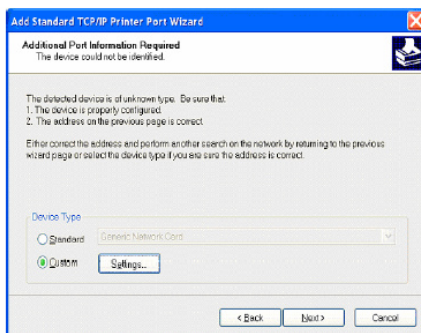 Add Standard TCP/IP Printer Port Wizard
Additional Port Information Required
The device could not be identified.
The detected device is of unknown type. Be sure that:
1. The device is properly configured.
2. The address on the previous page is correct.
Either correct the address and perform another search on the network by returning to the previous
wizard page or select the device type if you are sure the address is correct.
Device Type
Standard
Generic Network Card
Custom
Settings...
< Back
Next >
Cancel